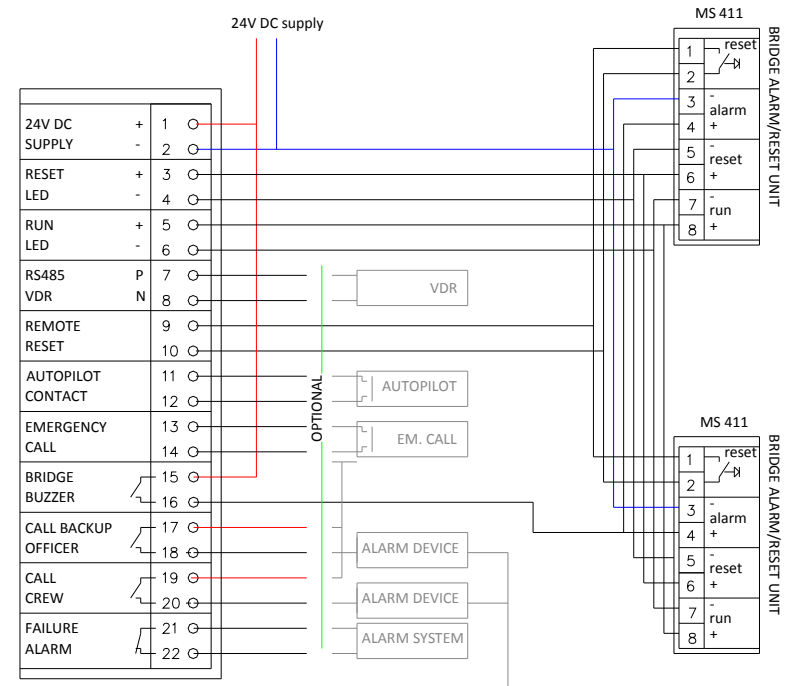 24V DC supply
24V DC + 1
SUPPLY - 2
RESET + 3
LED - 4
RUN + 5
LED - 6
RS485 P 7
VDR N 8
REMOTE 9
RESET 10
AUTOPILOT 11
CONTACT 12
EMERGENCY 13
CALL 14
BRIDGE 15
BUZZER 16
CALL BACKUP 17
OFFICER 18
CALL 19
CREW 20
FAILURE 21
ALARM 22
OPTIONAL
VDR
AUTOPILOT
EM. CALL
ALARM DEVICE
ALARM DEVICE
ALARM SYSTEM
MS 411
1 reset
2
3 -
alarm
4 +
5 -
reset
6 +
7 -
run
8 +
BRIDGE ALARM/RESET UNIT
MS 411
1 reset
2
3 -
alarm
4 +
5 -
reset
6 +
7 -
run
8 +
BRIDGE ALARM/RESET UNIT